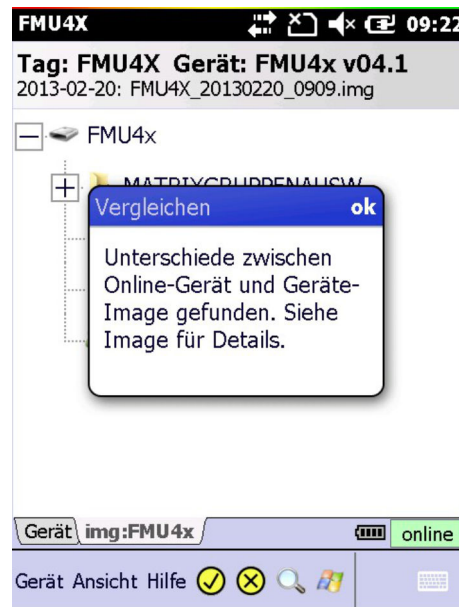 FMU4X 09:22
Tag: FMU4X Gerät: FMU4x v04.1
2013-02-20: FMU4X_20130220_0909.img
FMU4x
Vergleichen ok
Unterschiede zwischen
Online-Gerät und Geräte-
Image gefunden. Siehe
Image für Details.
Gerät img:FMU4x online
Gerät Ansicht Hilfe